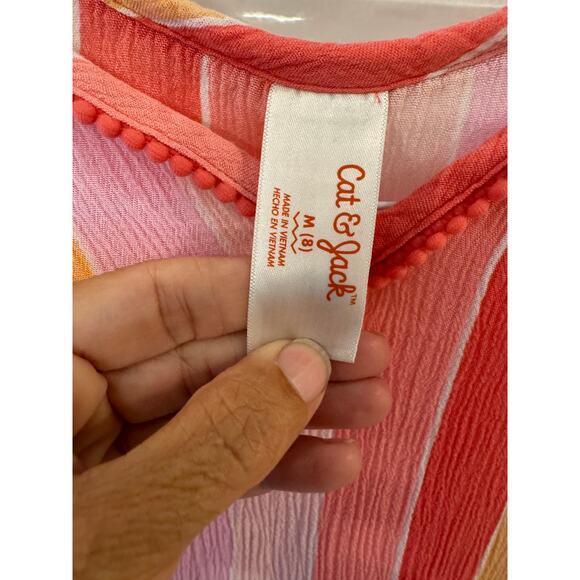 Cat & Jack™
M (8)
MADE IN VIETNAM
HECHO EN VIETNAM